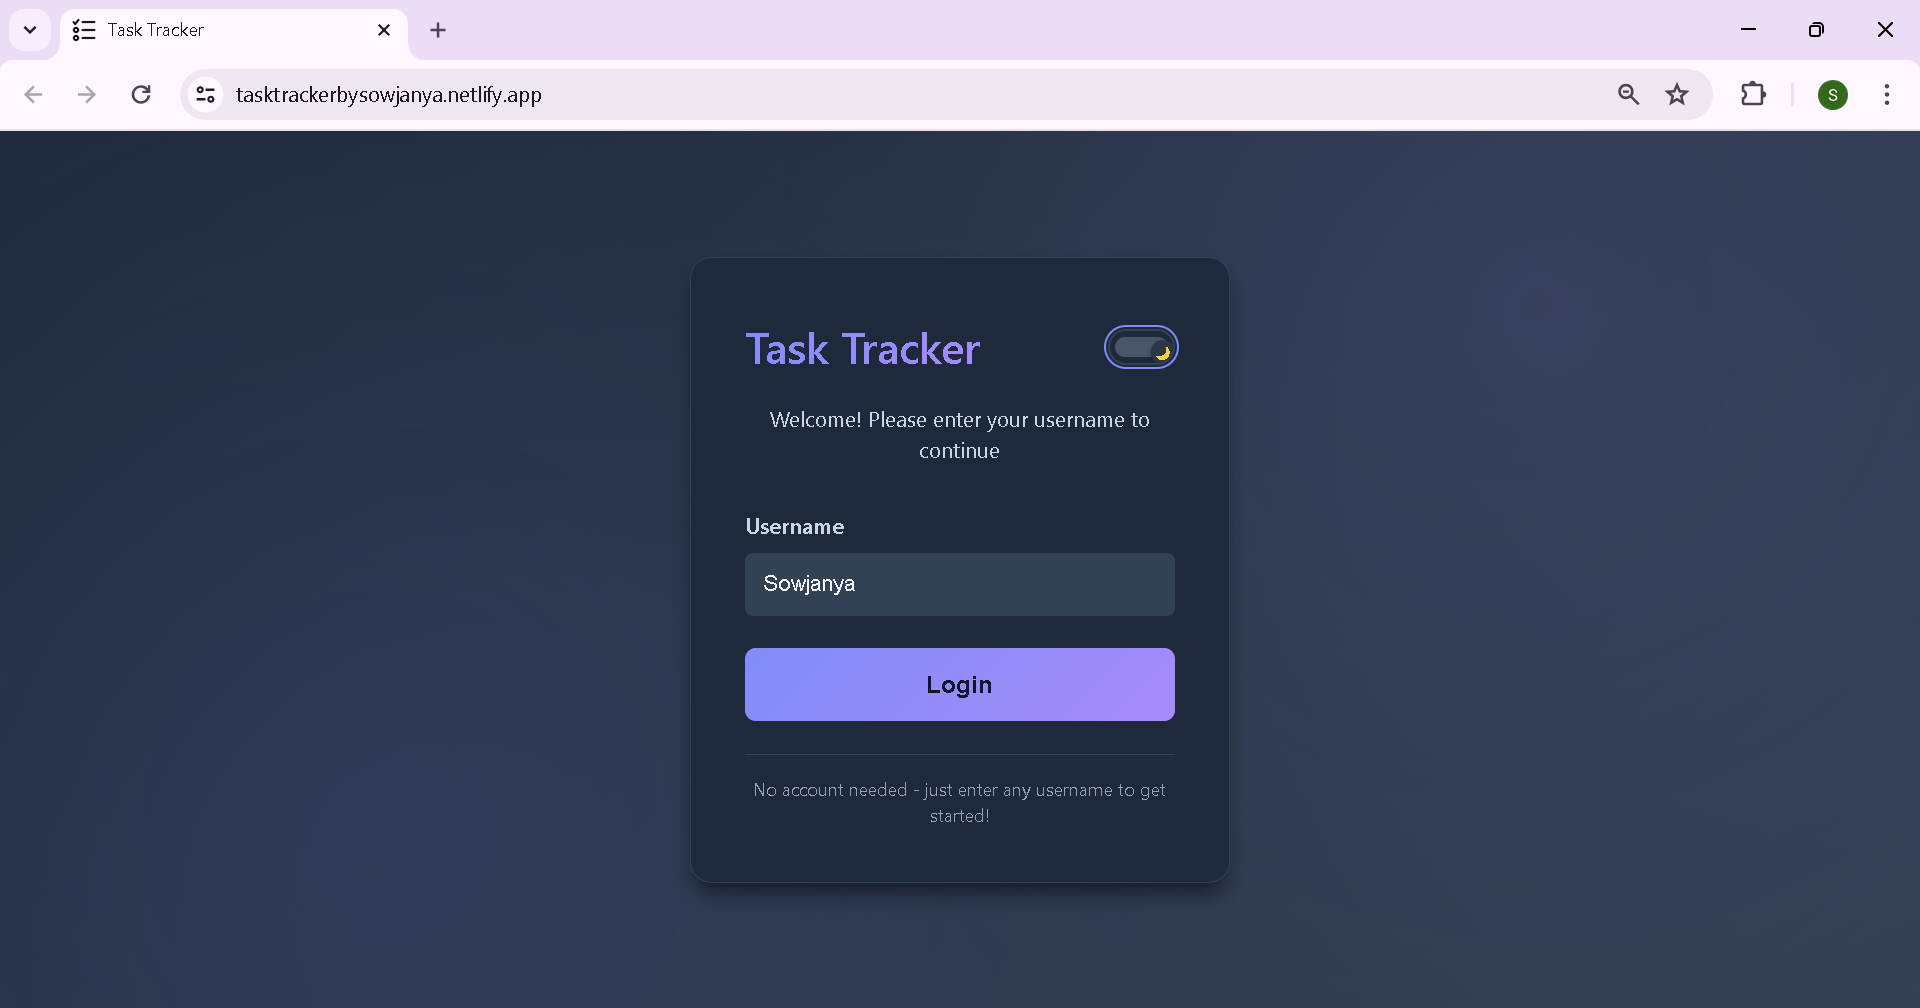 Task Tracker
tasktrackerbysowjanya.netlify.app
S
Task Tracker
Welcome! Please enter your username to
continue
Username
Sowjanya
Login
No account needed - just enter any username to get
started!